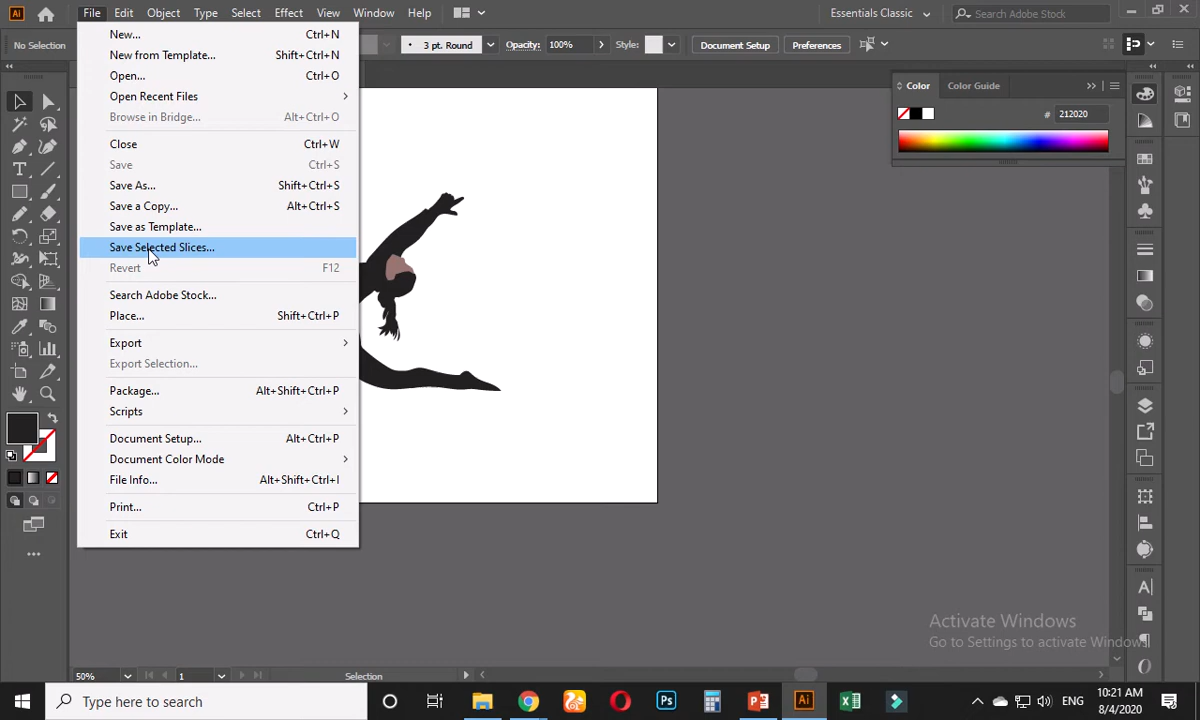 Ai File Edit Object Type Select Effect View Window Help Essentials Classic Search Adobe Stock
No Selection 3 pt. Round Opacity: 100% Style: Document Setup Preferences
New... Ctrl+N
New from Template... Shift+Ctrl+N
Open... Ctrl+O
Open Recent Files
Browse in Bridge... Alt+Ctrl+O
Close Ctrl+W
Save Ctrl+S
Save As... Shift+Ctrl+S
Save a Copy... Alt+Ctrl+S
Save as Template...
Save Selected Slices...
Revert F12
Search Adobe Stock...
Place... Shift+Ctrl+P
Export
Export Selection...
Package... Alt+Shift+Ctrl+P
Scripts
Document Setup... Alt+Ctrl+P
Document Color Mode
File Info... Alt+Shift+Ctrl+I
Print... Ctrl+P
Exit Ctrl+Q
Color Color Guide
# 212020
Activate Windows
Go to Settings to activate Windows.
50% 1 Selection
Type here to search Ps Ai ENG 10:21 AM
8/4/2020